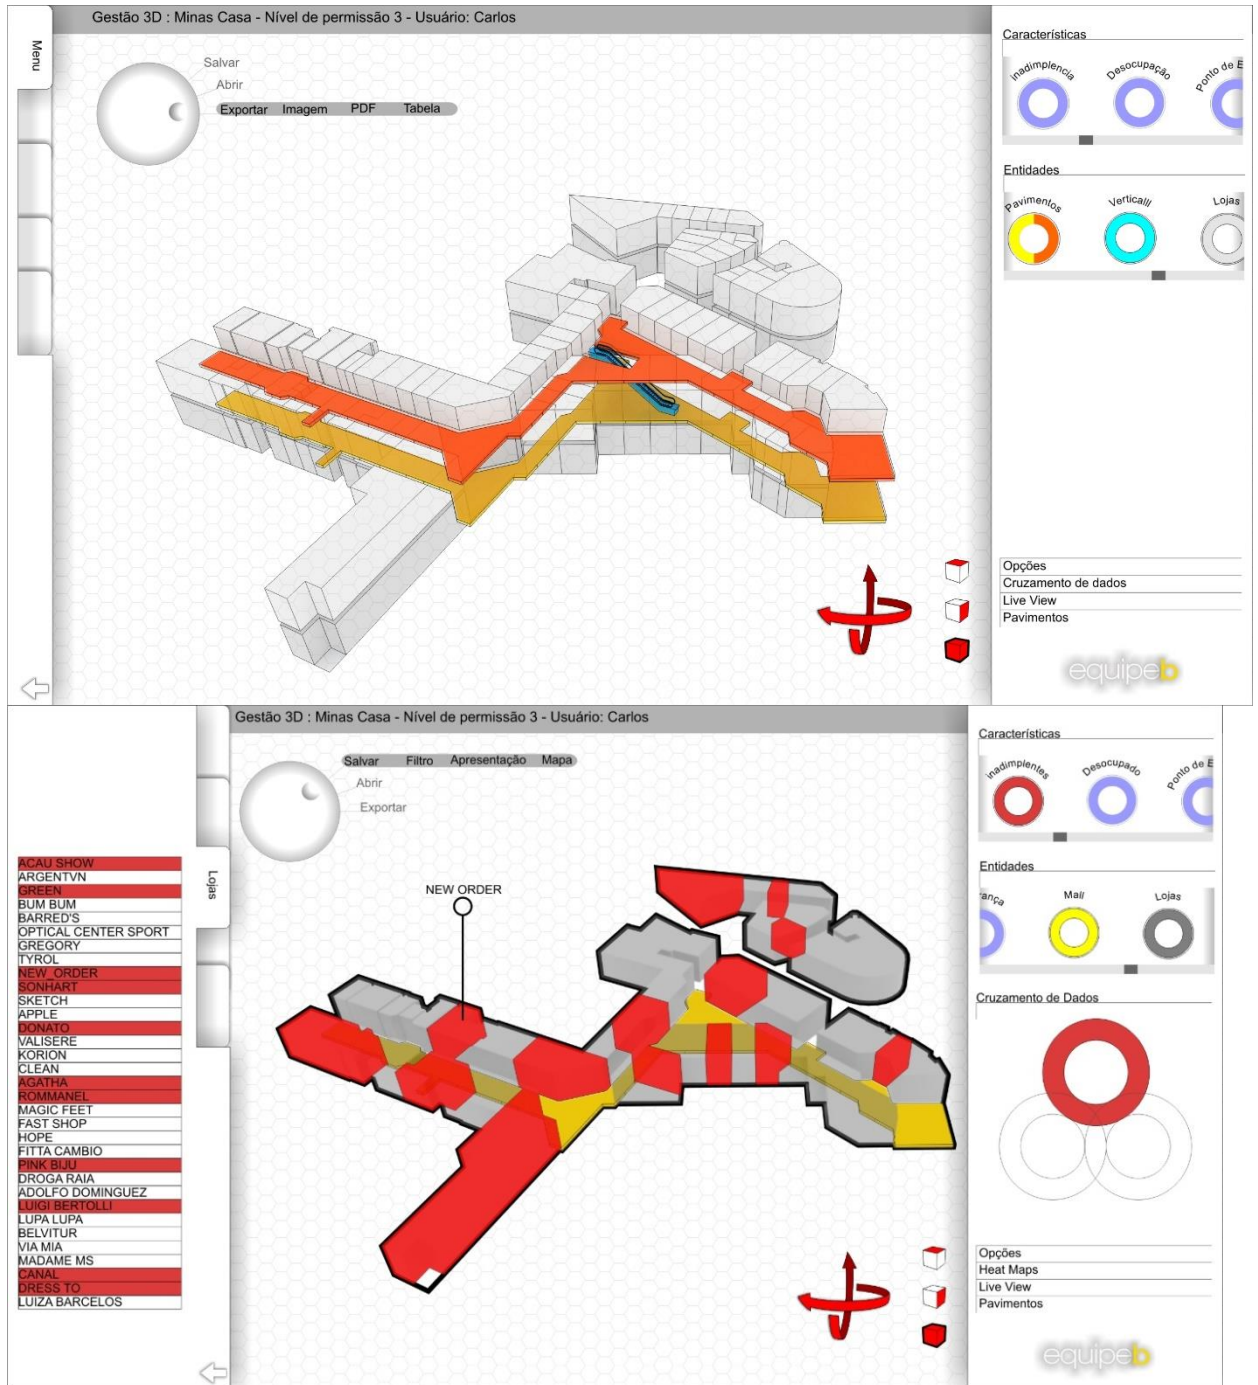 Gestão 3D : Minas Casa - Nível de permissão 3 - Usuário: Carlos
Menu
Salvar
Abrir
Exportar Imagem PDF Tabela
Características
inadimplencia Desocupação Ponto de E
Entidades
Pavimentos Verticalll Lojas
Opções
Cruzamento de dados
Live View
Pavimentos
equipeb
Gestão 3D : Minas Casa - Nível de permissão 3 - Usuário: Carlos
Salvar Filtro Apresentação Mapa
Abrir
Exportar
Lojas
ACAU SHOW
ARGENTVN
GREEN
BUM BUM
BARRED'S
OPTICAL CENTER SPORT
GREGORY
TYROL
NEW_ORDER
SONHART
SKETCH
APPLE
DONATO
VALISERE
KORION
CLEAN
AGATHA
ROMMANEL
MAGIC FEET
FAST SHOP
HOPE
FITTA CAMBIO
PINK BIJU
DROGA RAIA
ADOLFO DOMINGUEZ
LUIGI BERTOLLI
LUPA LUPA
BELVITUR
VIA MIA
MADAME MS
CANAL
DRESS TO
LUIZA BARCELOS
NEW ORDER
Características
inadimplentes Desocupado Ponto de E
Entidades
ança Mall Lojas
Cruzamento de Dados
Opções
Heat Maps
Live View
Pavimentos
equipeb